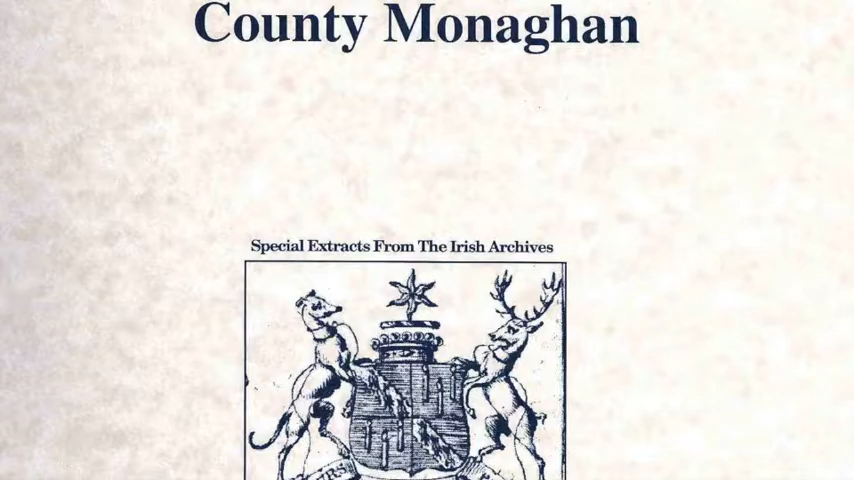 County Monaghan
Special Extracts From The Irish Archives